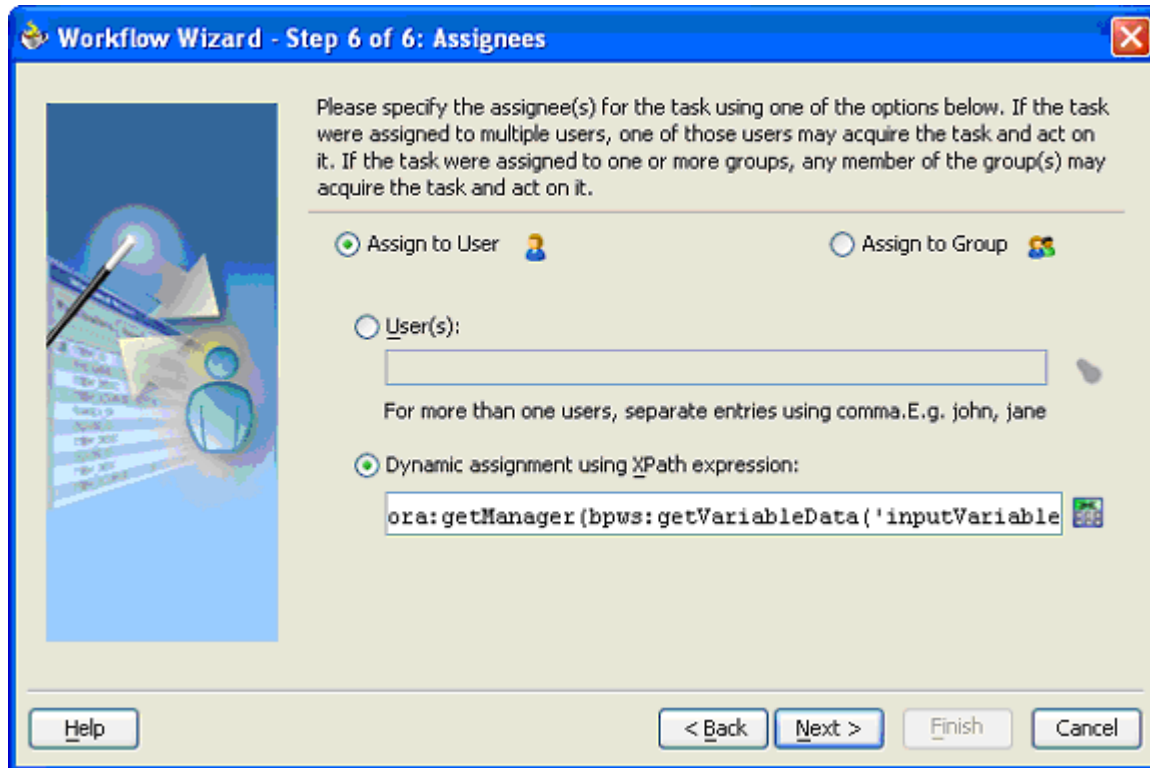 Workflow Wizard - Step 6 of 6: Assignees
Please specify the assignee(s) for the task using one of the options below. If the task
were assigned to multiple users, one of those users may acquire the task and act on
it. If the task were assigned to one or more groups, any member of the group(s) may
acquire the task and act on it.
Assign to User
Assign to Group
User(s):
For more than one users, separate entries using comma.E.g. john, jane
Dynamic assignment using XPath expression:
ora:getManager(bpws:getVariableData('inputVariable
Help
< Back
Next >
Finish
Cancel